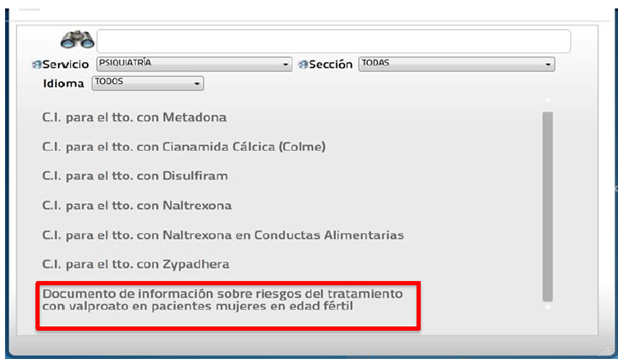 Servicio PSIQUIATRÍA Sección TODAS
Idioma TODOS
C.I. para el tto. con Metadona
C.I. para el tto. con Cianamida Cálcica (Colme)
C.I. para el tto. con Disulfiram
C.I. para el tto. con Naltrexona
C.I. para el tto. con Naltrexona en Conductas Alimentarias
C.I. para el tto. con Zypadhera
Documento de información sobre riesgos del tratamiento
con valproato en pacientes mujeres en edad fértil